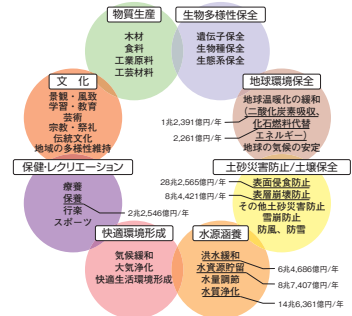 物質生産
木材
食料
工業原料
工芸材料
生物多様性保全
遺伝子保全
生物種保全
生態系保全
文 化
景観・風致
学習・教育
芸術
宗教・祭礼
伝統文化
地域の多様性維持
地球環境保全
地球温暖化の緩和
(二酸化炭素吸収、
化石燃料代替
エネルギー)
地球の気候の安定
1兆2,391億円/年
2,261億円/年
保健・レクリエーション
療養
保養
行楽
スポーツ
2兆2,546億円/年
土砂災害防止/土壌保全
表面侵食防止
表層崩壊防止
その他土砂災害防止
雪崩防止
防風、防雪
28兆2,565億円/年
8兆4,421億円/年
快適環境形成
気候緩和
大気浄化
快適生活環境形成
水源涵養
洪水緩和
水資源貯留
水量調節
水質浄化
6兆4,686億円/年
8兆7,407億円/年
14兆6,361億円/年